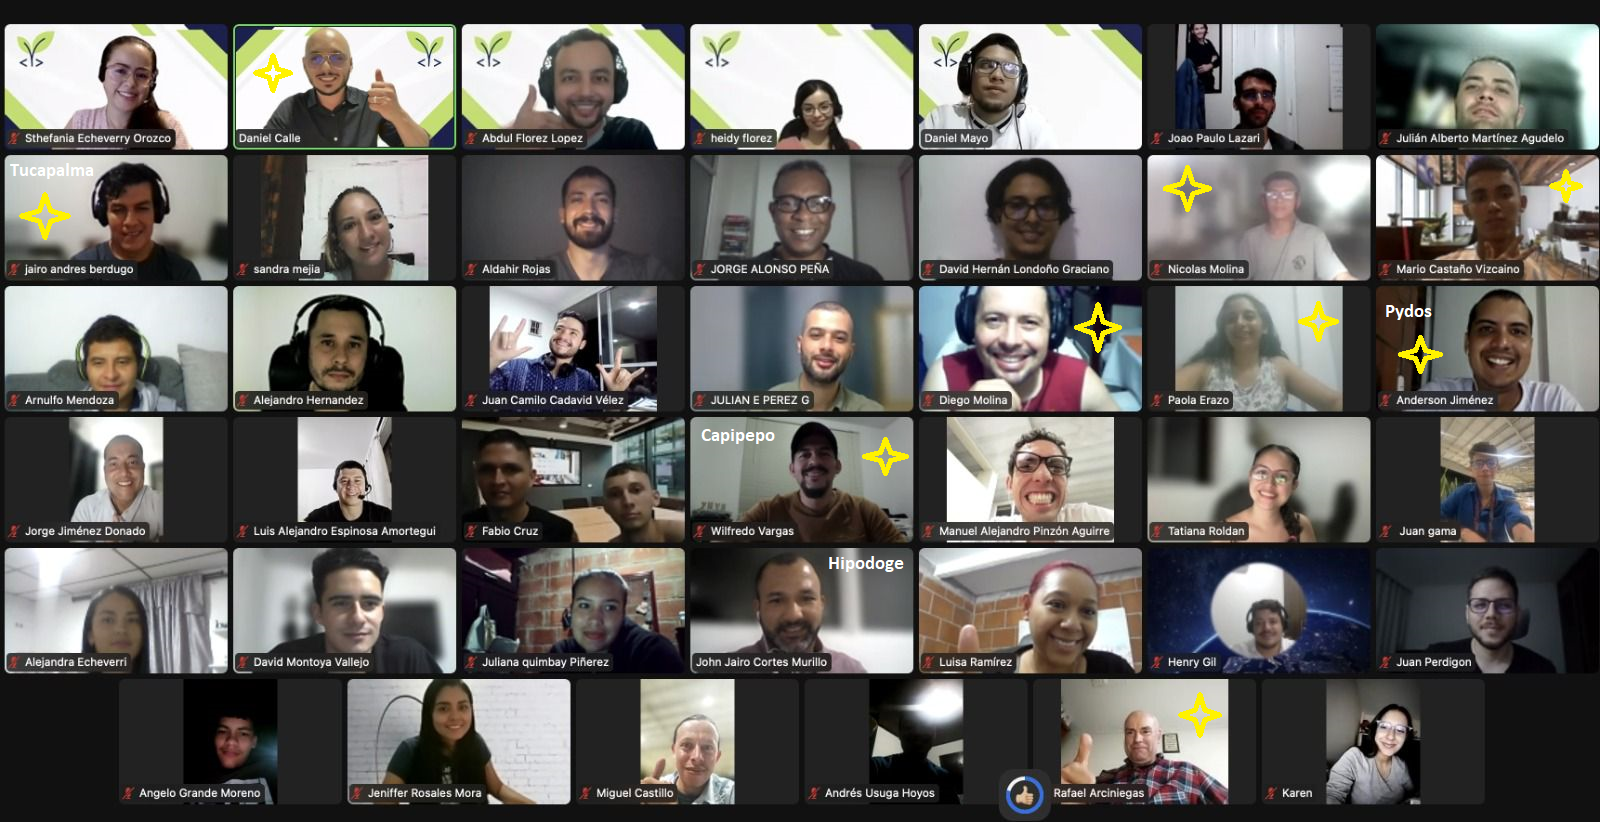 Sthefania Echeverry Orozco
Daniel Calle
Abdul Florez Lopez
heidy florez
Daniel Mayo
Joao Paulo Lazari
Julián Alberto Martínez Agudelo
Tucapalma
jairo andres berdugo
sandra mejia
Aldahir Rojas
JORGE ALONSO PEÑA
David Hernán Londoño Graciano
Nicolas Molina
Mario Castaño Vizcaino
Arnulfo Mendoza
Alejandro Hernandez
Juan Camilo Cadavid Vélez
JULIAN E PEREZ G
Diego Molina
Paola Erazo
Pydos
Anderson Jiménez
Jorge Jiménez Donado
Luis Alejandro Espinosa Amortegui
Fabio Cruz
Capipepo
Wilfredo Vargas
Manuel Alejandro Pinzón Aguirre
Tatiana Roldan
Juan gama
Alejandra Echeverri
David Montoya Vallejo
Juliana quimbay Piñerez
Hipodoge
John Jairo Cortes Murillo
Luisa Ramírez
Henry Gil
Juan Perdigon
Angelo Grande Moreno
Jeniffer Rosales Mora
Miguel Castillo
Andrés Usuga Hoyos
Rafael Arciniegas
Karen